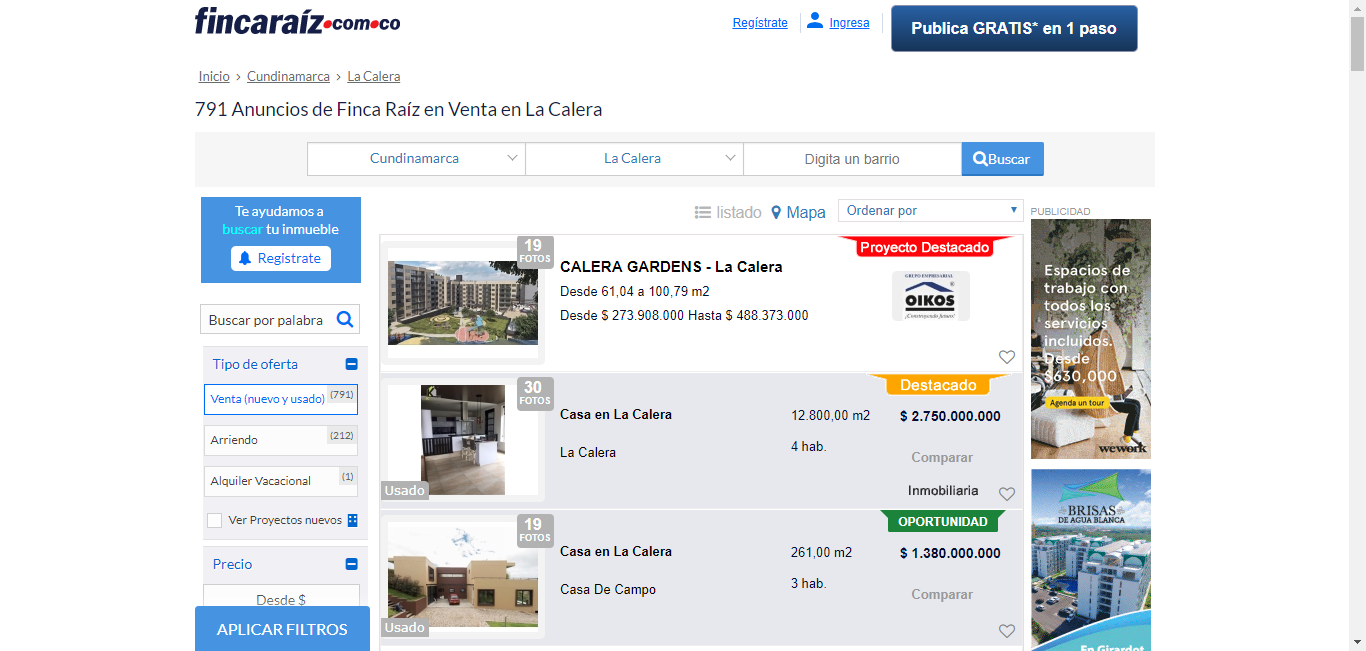 fincaraíz.com.co
Regístrate
Ingresa
Publica GRATIS* en 1 paso
Inicio › Cundinamarca › La Calera
791 Anuncios de Finca Raíz en Venta en La Calera
Cundinamarca
La Calera
Digita un barrio
Buscar
Te ayudamos a
buscar tu inmueble
Registrate
Buscar por palabra
Tipo de oferta
Venta (nuevo y usado) (791)
Arriendo (212)
Alquiler Vacacional (1)
Ver Proyectos nuevos
Precio
Desde $
APLICAR FILTROS
listado
Mapa
Ordenar por
19
FOTOS
CALERA GARDENS - La Calera
Desde 61,04 a 100,79 m2
Desde $ 273.908.000 Hasta $ 488.373.000
Proyecto Destacado
GRUPO EMPRESARIAL
OIKOS
¡Construyendo futuro!
30
FOTOS
Usado
Casa en La Calera
La Calera
12.800,00 m2
4 hab.
Destacado
$ 2.750.000.000
Comparar
Inmobiliaria
19
FOTOS
Usado
Casa en La Calera
Casa De Campo
261,00 m2
3 hab.
OPORTUNIDAD
$ 1.380.000.000
Comparar
PUBLICIDAD
Espacios de
trabajo con
todos los
servicios
incluidos.
Desde
$630,000
Agenda un tour
wework
BRISAS
DE AGUA BLANCA
En Girardot